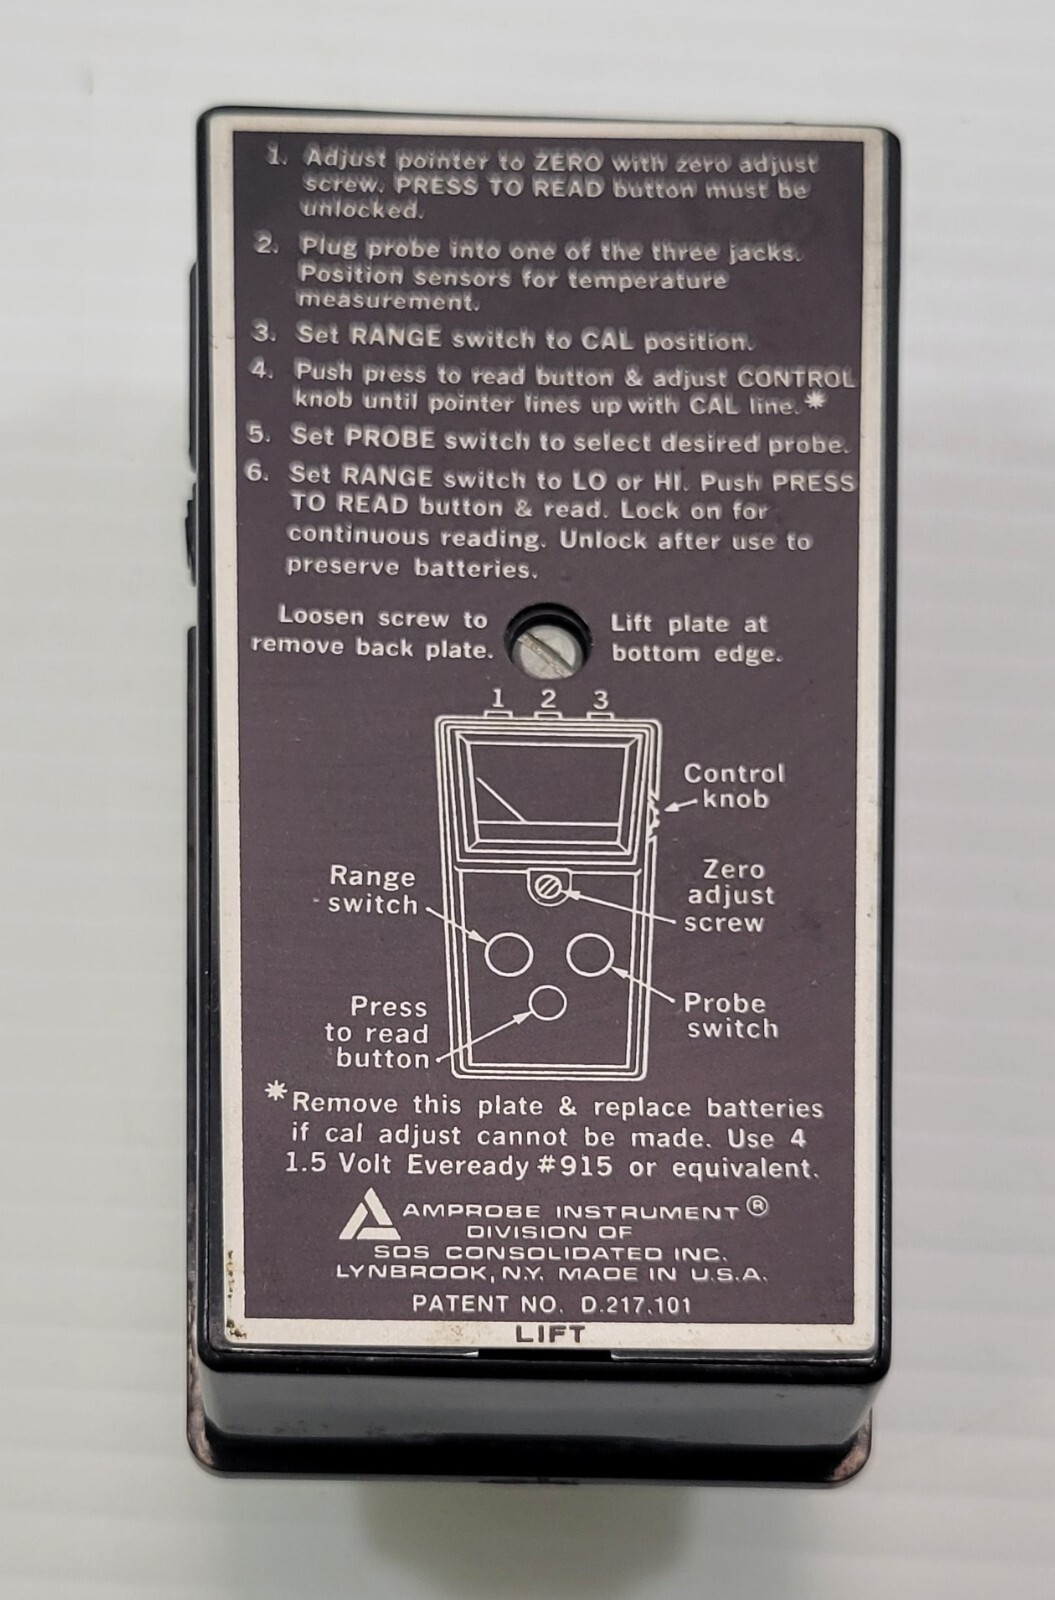 1. Adjust pointer to ZERO with zero adjust
screw. PRESS TO READ button must be
unlocked.
2. Plug probe into one of the three jacks.
Position sensors for temperature
measurement.
3. Set RANGE switch to CAL position.
4. Push press to read button & adjust CONTROL
knob until pointer lines up with CAL line.*
5. Set PROBE switch to select desired probe.
6. Set RANGE switch to LO or HI. Push PRESS
TO READ button & read. Lock on for
continuous reading. Unlock after use to
preserve batteries.
Loosen screw to
remove back plate.
Lift plate at
bottom edge.
1 2 3
Control
knob
Range
switch
Zero
adjust
screw
Press
to read
button
Probe
switch
*Remove this plate & replace batteries
if cal adjust cannot be made. Use 4
1.5 Volt Eveready #915 or equivalent.
AMPROBE INSTRUMENT®
DIVISION OF
SOS CONSOLIDATED INC.
LYNBROOK, N.Y. MADE IN U.S.A.
PATENT NO. D.217,101
LIFT